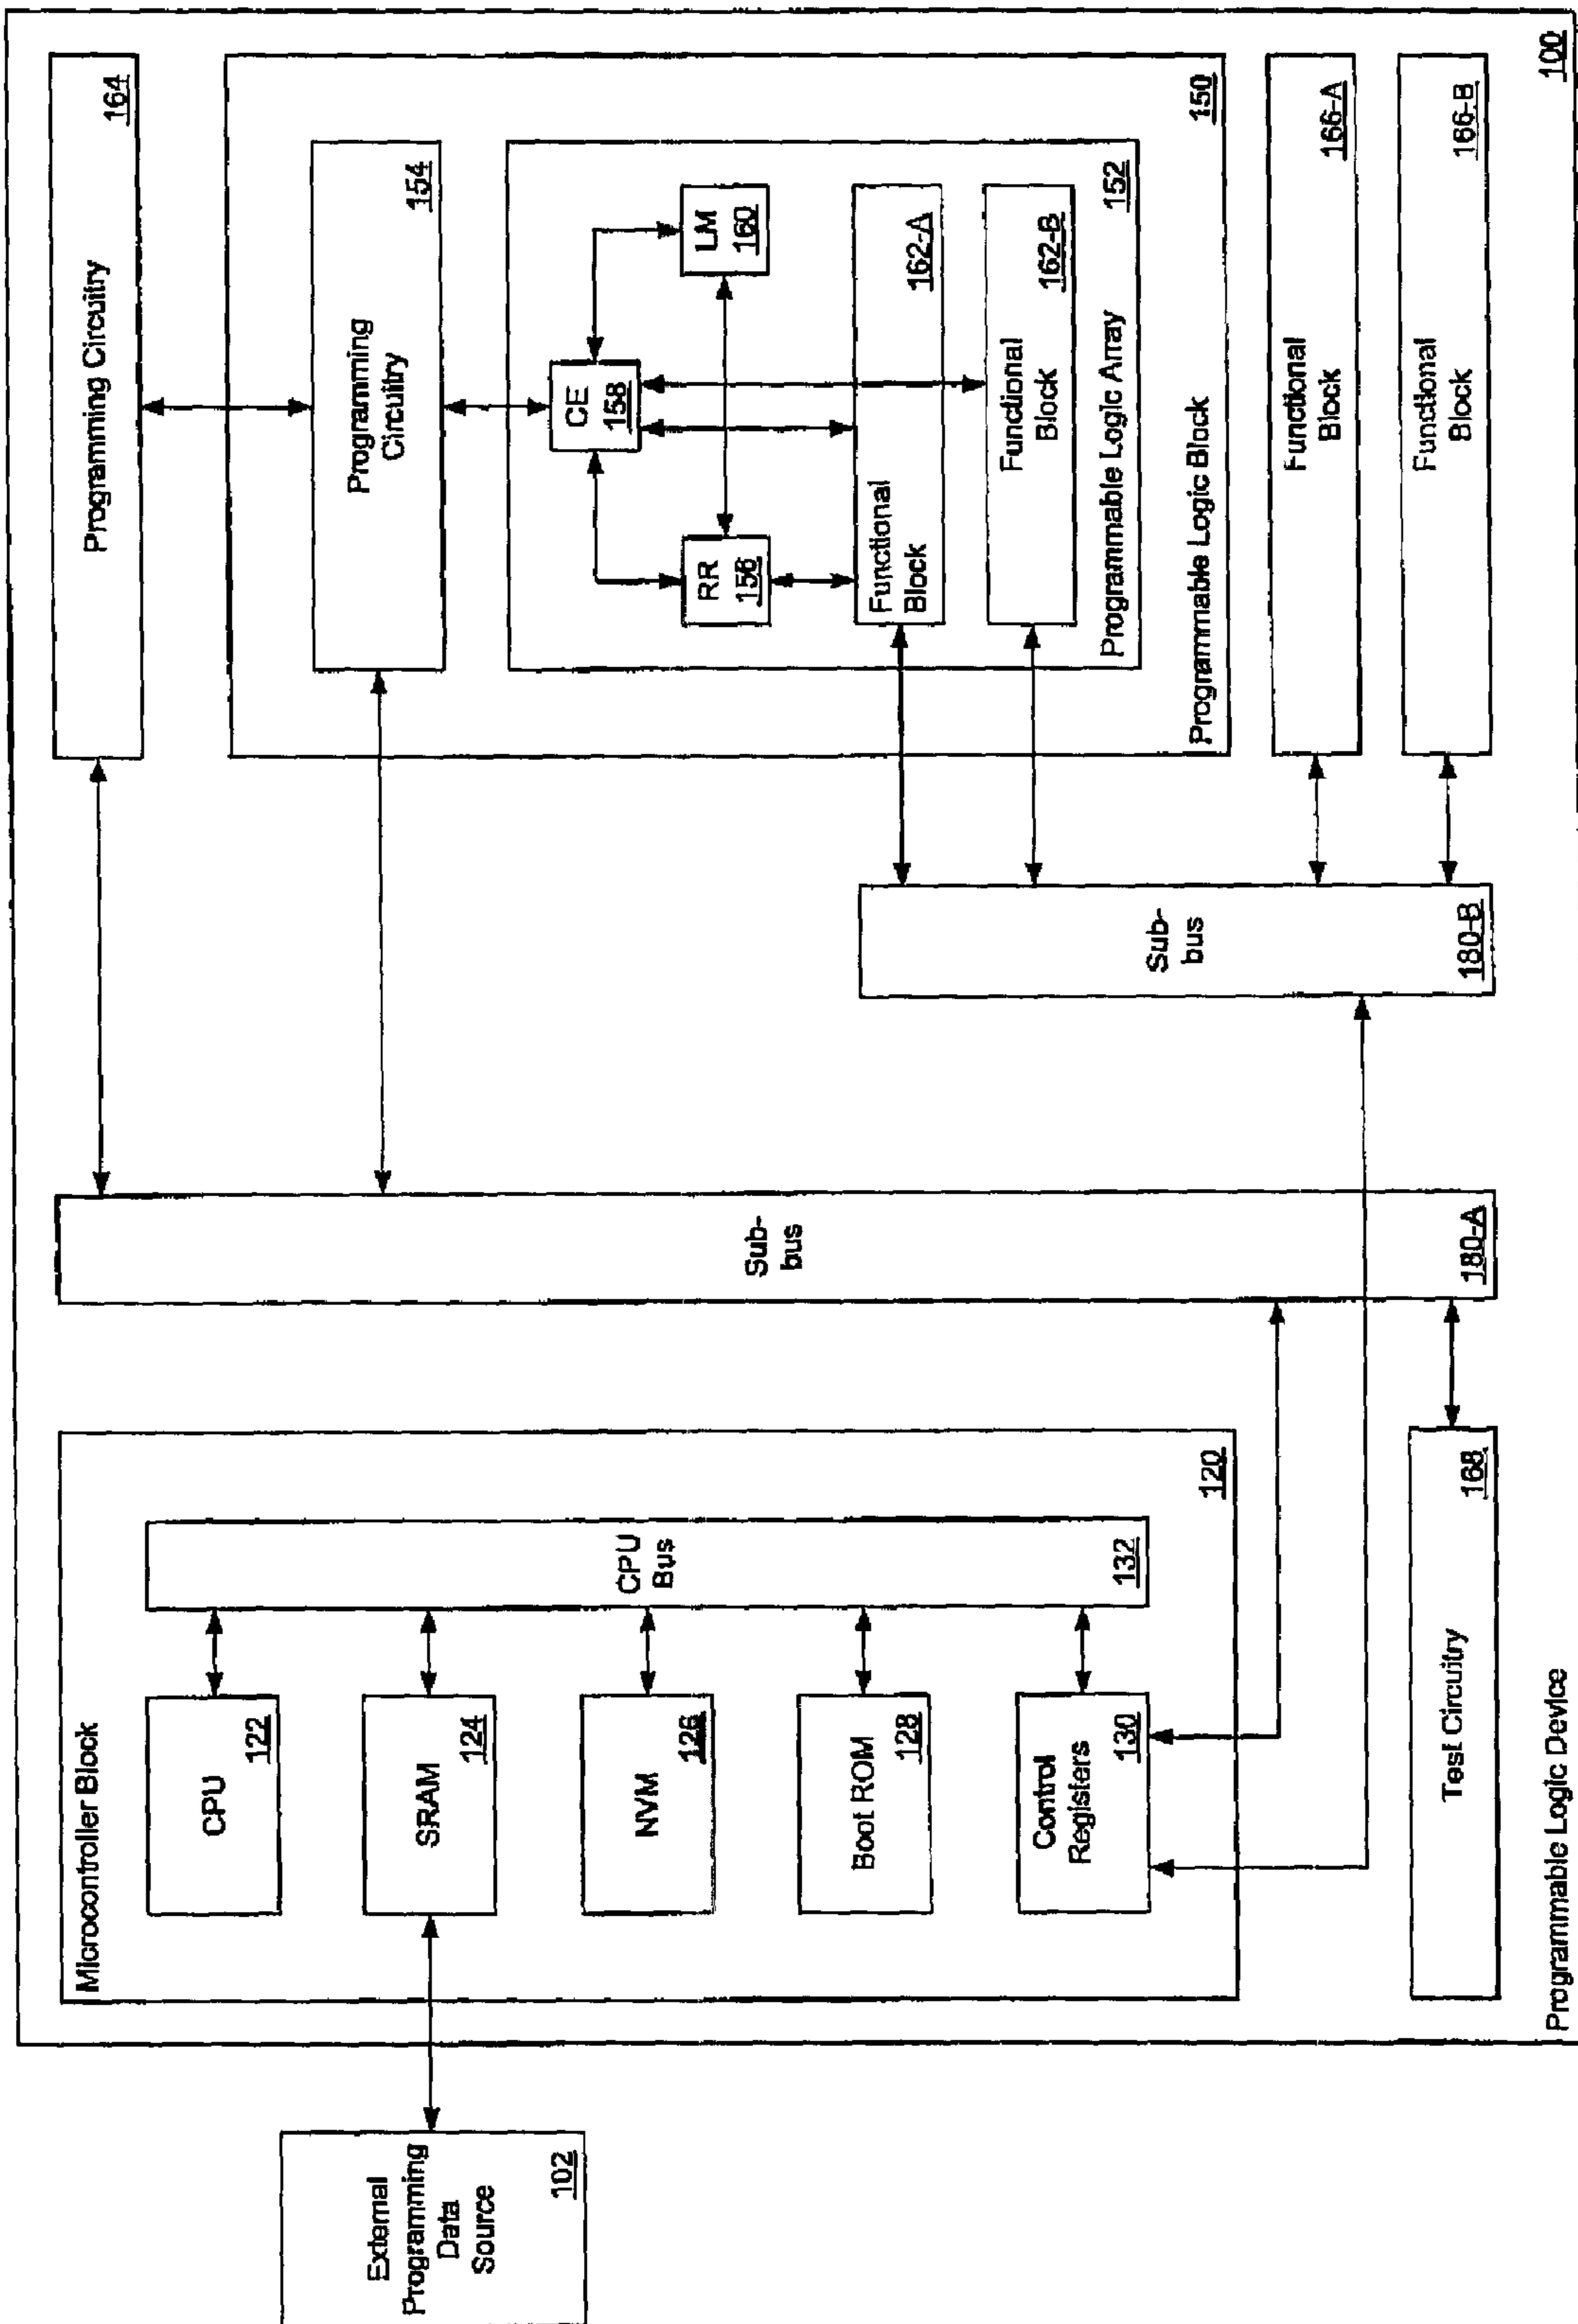 External
Programming
Data
Source
102
Microcontroller Block
CPU
122
SRAM
124
NVM
126
Boot ROM
128
Control
Registers
130
CPU
Bus
132
120
Test Circuitry
168
Programmable Logic Device
Sub-
bus
180-A
Sub-
bus
180-B
Programming Circuitry
164
Programming
Circuitry
154
CE
158
RR
156
LM
160
Functional
Block
162-A
Functional
Block
162-B
Programmable Logic Array
152
Programmable Logic Block
150
Functional
Block
166-A
Functional
Block
166-B
100